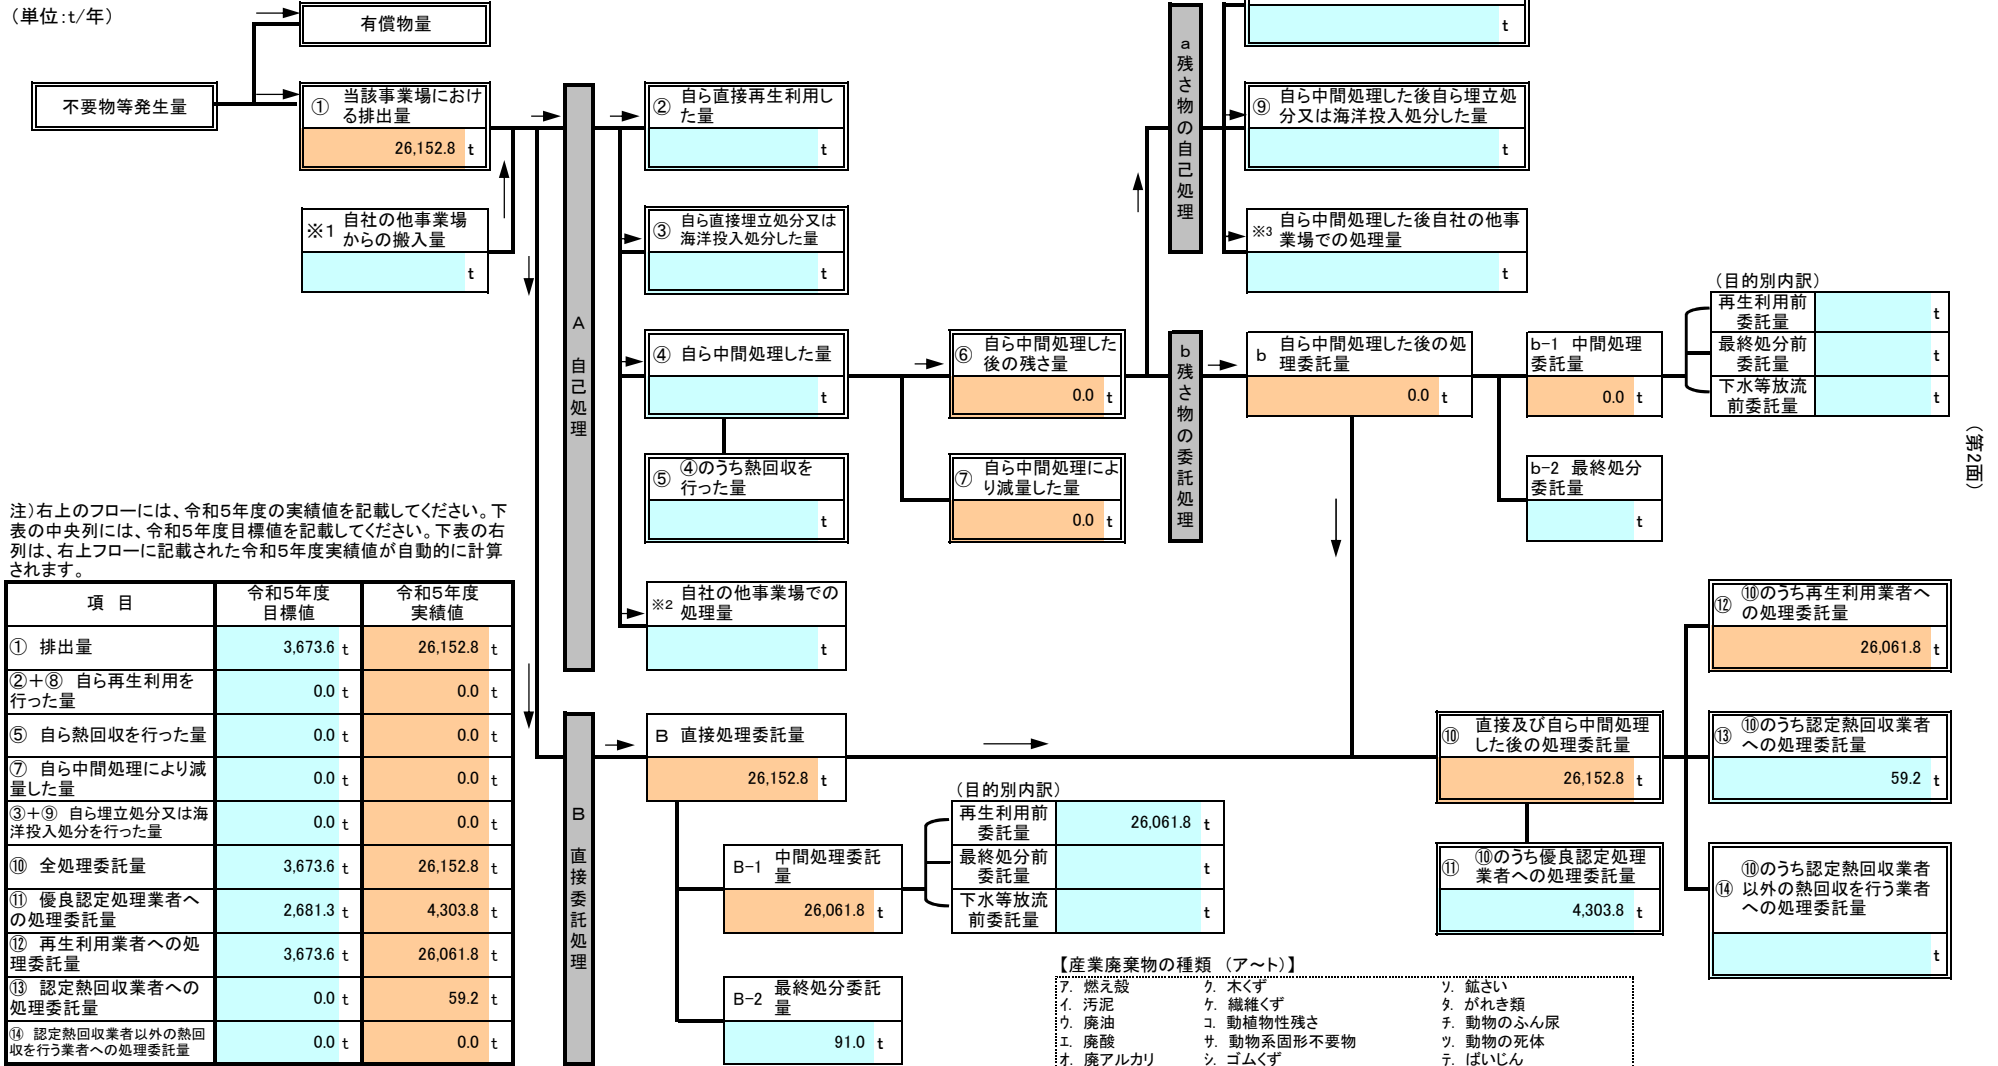 （単位：t/年）
有償物量
不要物等発生量
① 当該事業場におけ
る排出量
26,152.8 t
※1 自社の他事業場
からの搬入量
t
A 自己処理
② 自ら直接再生利用し
た量
t
③ 自ら直接埋立処分又は
海洋投入処分した量
t
④ 自ら中間処理した量
t
⑤ ④のうち熱回収を
行った量
t
※2 自社の他事業場での
処理量
t
⑥ 自ら中間処理した
後の残さ量
0.0 t
⑦ 自ら中間処理によ
り減量した量
0.0 t
a 残さ物の自己処理
t
⑨ 自ら中間処理した後自ら埋立処
分又は海洋投入処分した量
t
※3 自ら中間処理した後自社の他事
業場での処理量
t
b 残さ物の委託処理
b 自ら中間処理した後の処
理委託量
0.0 t
b-1 中間処理
委託量
0.0 t
b-2 最終処分
委託量
t
（目的別内訳）
再生利用前
委託量
t
最終処分前
委託量
t
下水等放流
前委託量
t
（第2面）
注）右上のフローには、令和5年度の実績値を記載してください。下
表の中央列には、令和5年度目標値を記載してください。下表の右
列は、右上フローに記載された令和5年度実績値が自動的に計算
されます。
項 目 令和5年度
目標値 令和5年度
実績値
① 排出量 3,673.6 t 26,152.8 t
②＋⑧ 自ら再生利用を
行った量 0.0 t 0.0 t
⑤ 自ら熱回収を行った量 0.0 t 0.0 t
⑦ 自ら中間処理により減
量した量 0.0 t 0.0 t
③＋⑨ 自ら埋立処分又は海
洋投入処分を行った量 0.0 t 0.0 t
⑩ 全処理委託量 3,673.6 t 26,152.8 t
⑪ 優良認定処理業者へ
の処理委託量 2,681.3 t 4,303.8 t
⑫ 再生利用業者への処
理委託量 3,673.6 t 26,061.8 t
⑬ 認定熱回収業者への
処理委託量 0.0 t 59.2 t
⑭ 認定熱回収業者以外の熱回
収を行う業者への処理委託量 0.0 t 0.0 t
B 直接委託処理
B 直接処理委託量
26,152.8 t
B-1 中間処理委託
量
26,061.8 t
B-2 最終処分委託
量
91.0 t
（目的別内訳）
再生利用前
委託量
26,061.8 t
最終処分前
委託量
t
下水等放流
前委託量
t
⑩ 直接及び自ら中間処理
した後の処理委託量
26,152.8 t
⑪ ⑩のうち優良認定処理
業者への処理委託量
4,303.8 t
⑫ ⑩のうち再生利用業者へ
の処理委託量
26,061.8 t
⑬ ⑩のうち認定熱回収業者
への処理委託量
59.2 t
⑭ ⑩のうち認定熱回収業者
以外の熱回収を行う業者
への処理委託量
t
【産業廃棄物の種類 （ア～ト）】
ア. 燃え殻 ク. 木くず ソ. 鉱さい
イ. 汚泥 ケ. 繊維くず タ. がれき類
ウ. 廃油 コ. 動植物性残さ チ. 動物のふん尿
エ. 廃酸 サ. 動物系固形不要物 ツ. 動物の死体
オ. 廃アルカリ シ. ゴムくず テ. ばいじん